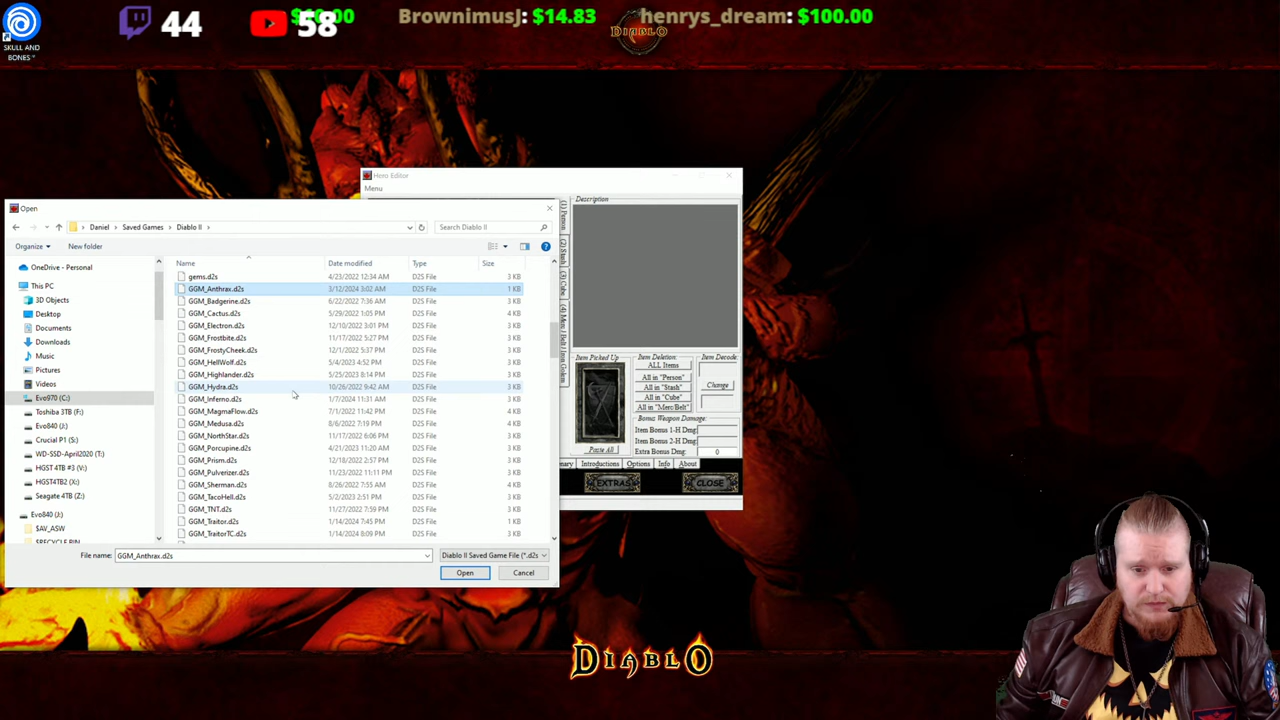 44
$10.00
58
BrownimusJ: $14.83
henrys_dream: $100.00
DIABLO
SKULL AND
BONES
Hero Editor
Menu
Open
Daniel > Saved Games > Diablo II >
Search Diablo II
Organize
New folder
Name
Date modified
Type
Size
OneDrive - Personal
This PC
3D Objects
Desktop
Documents
Downloads
Music
Pictures
Videos
Evo970 (C:)
Toshiba 3TB (F:)
Evo840 (J:)
Crucial P1 (S:)
WD-SSD-April2020 (T:)
HGST 4TB #3 (V:)
HGST4TB2 (X:)
Seagate 4TB (Z:)
Evo840 (J:)
$AV_ASW
$RECYCLE.BIN
gems.d2s 4/23/2022 12:34 AM D2S File 3 KB
GGM_Anthrax.d2s 3/12/2024 3:02 AM D2S File 1 KB
GGM_Badgerine.d2s 6/22/2022 7:36 AM D2S File 3 KB
GGM_Cactus.d2s 5/29/2022 1:05 PM D2S File 4 KB
GGM_Electron.d2s 12/10/2022 3:01 PM D2S File 3 KB
GGM_Frostbite.d2s 11/17/2022 5:27 PM D2S File 3 KB
GGM_FrostyCheek.d2s 12/1/2022 5:37 PM D2S File 3 KB
GGM_HellWolf.d2s 5/4/2023 4:52 PM D2S File 3 KB
GGM_Highlander.d2s 5/25/2023 8:14 PM D2S File 3 KB
GGM_Hydra.d2s 10/26/2022 9:42 AM D2S File 3 KB
GGM_Inferno.d2s 1/7/2024 11:31 AM D2S File 3 KB
GGM_MagmaFlow.d2s 7/1/2022 11:42 PM D2S File 4 KB
GGM_Medusa.d2s 8/6/2022 7:19 PM D2S File 4 KB
GGM_NorthStar.d2s 11/17/2022 6:06 PM D2S File 3 KB
GGM_Porcupine.d2s 4/21/2023 11:20 AM D2S File 3 KB
GGM_Prism.d2s 12/18/2022 2:57 PM D2S File 3 KB
GGM_Pulverizer.d2s 11/23/2022 11:11 PM D2S File 3 KB
GGM_Sherman.d2s 8/26/2022 7:55 AM D2S File 4 KB
GGM_TacoHell.d2s 5/2/2023 2:51 PM D2S File 3 KB
GGM_TNT.d2s 11/27/2022 7:59 PM D2S File 3 KB
GGM_Traitor.d2s 1/14/2024 7:45 PM D2S File 1 KB
GGM_TraitorTC.d2s 1/14/2024 8:09 PM D2S File 3 KB
File name:
GGM_Anthrax.d2s
Diablo II Saved Game File (*.d2s
Open
Cancel
(1) Person
(2) Stash
(3) Cube
(4) Merc / Belt / Iron Golem
Description
Item Picked Up
Paste All
Item Deletion:
ALL Items
All in "Person"
All in "Stash"
All in "Cube"
All in "Merc/Belt"
Item Decode:
Change
Bonus Weapon Damage:
Item Bonus 1-H Dmg:
Item Bonus 2-H Dmg:
Extra Bonus Dmg:
0
Introductions
Options
Info
About
EXTRAS
CLOSE
DIABLO